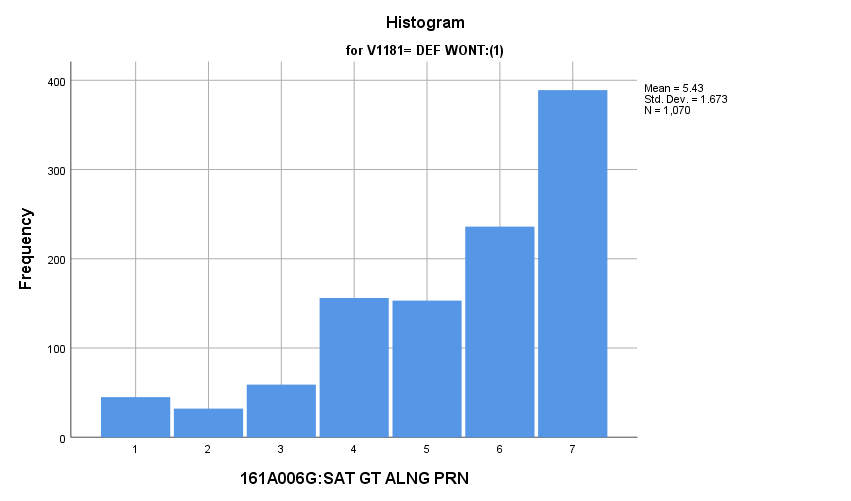 Histogram
for V1181= DEF WONT:(1)
Mean = 5.43
Std. Dev. = 1.673
N = 1,070
Frequency
400
300
200
100
0
1 2 3 4 5 6 7
161A006G:SAT GT ALNG PRN